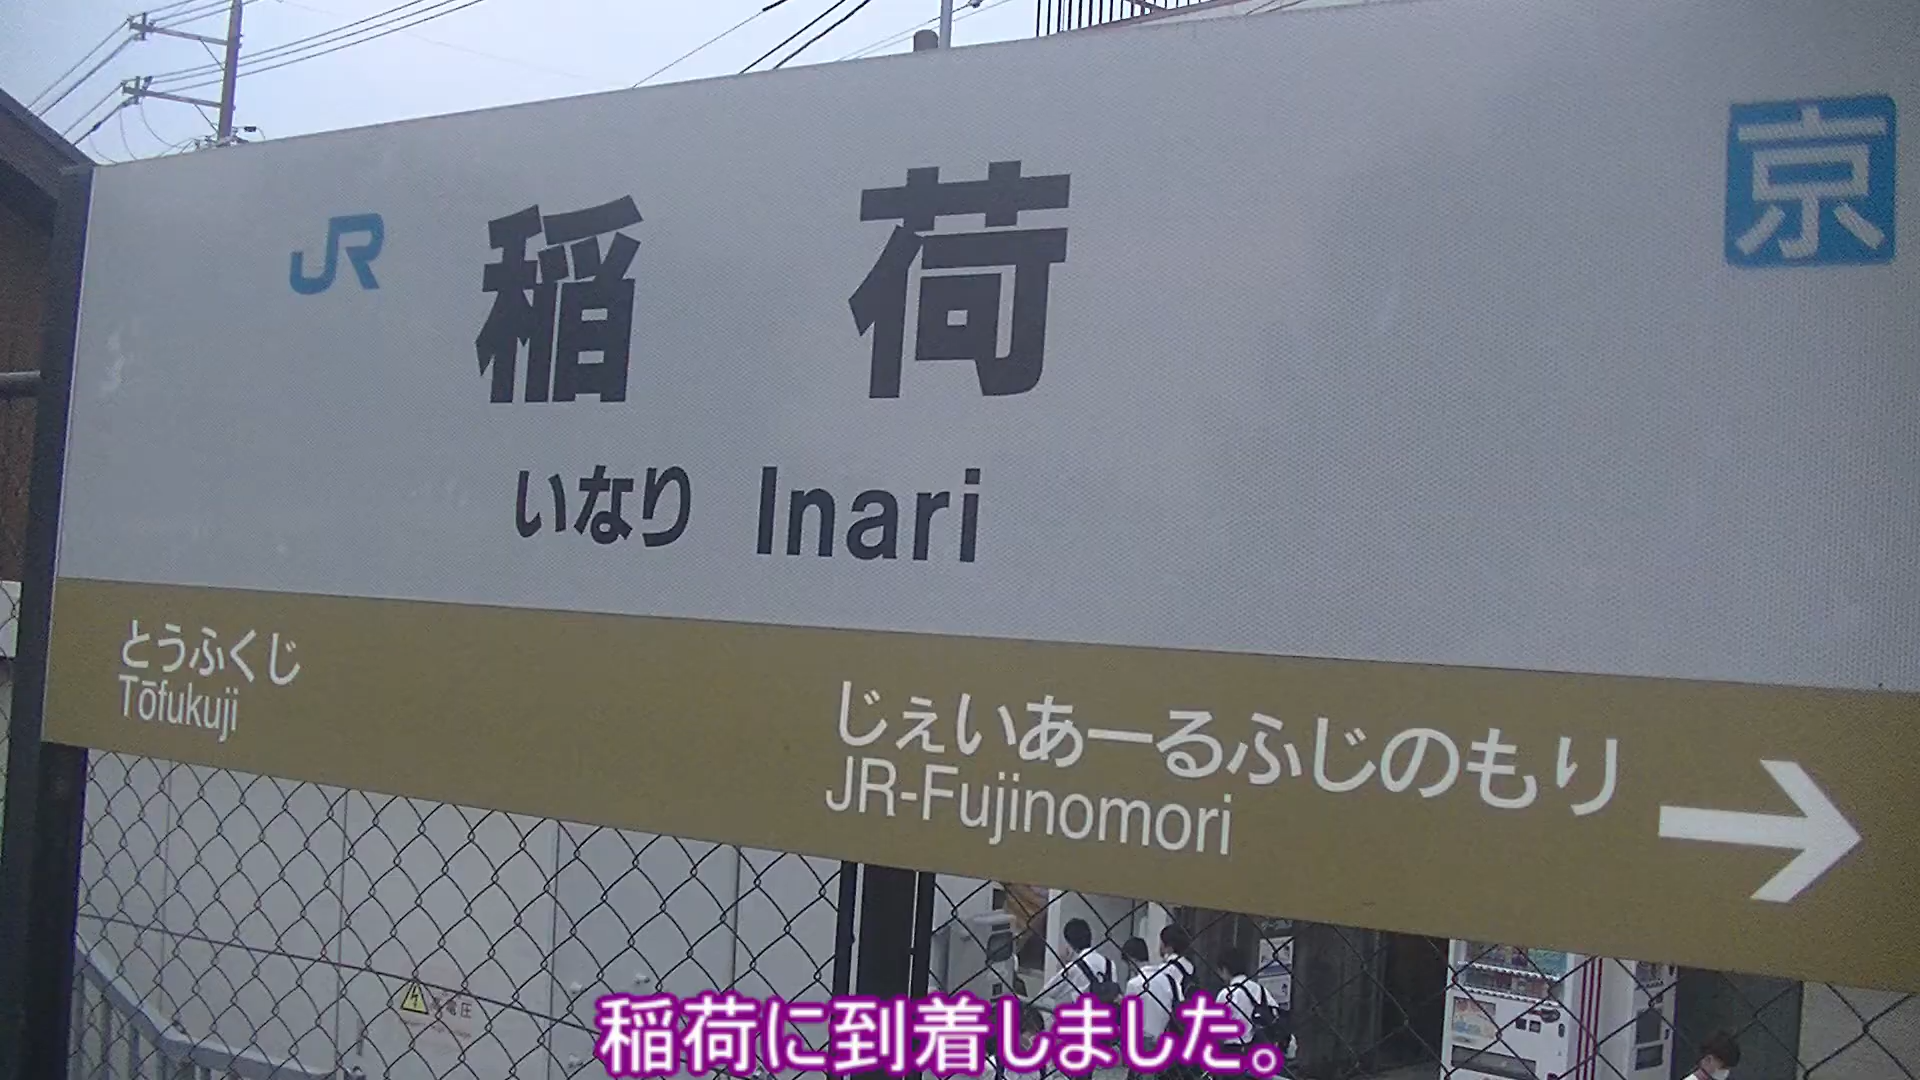 JR 稲荷 京
いなり Inari
とうふくじ
Tōfukuji
じぇいあーるふじのもり
JR-Fujinomori
稲荷に到着しました。